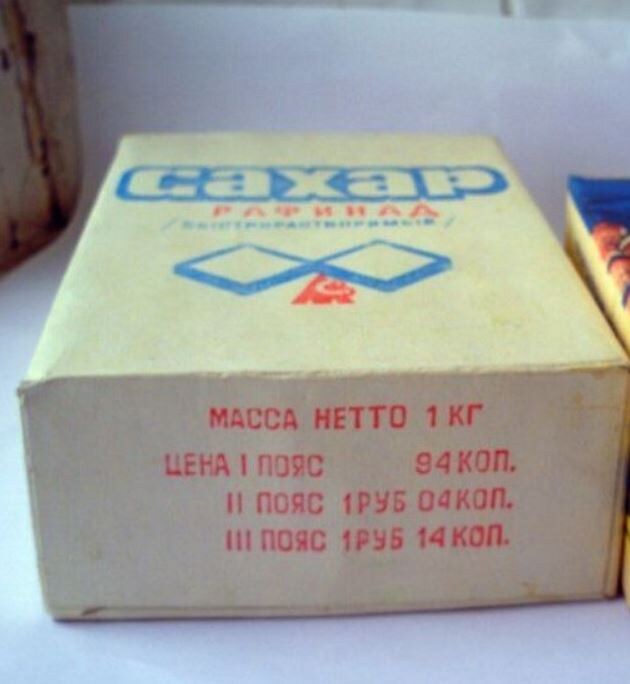 сахар
РАФИНАД
/БЫСТРОРАСТВОРИМЫЙ/
МАССА НЕТТО 1 КГ
ЦЕНА I ПОЯС 94 КОП.
II ПОЯС 1 РУБ 04 КОП.
III ПОЯС 1 РУБ 14 КОП.